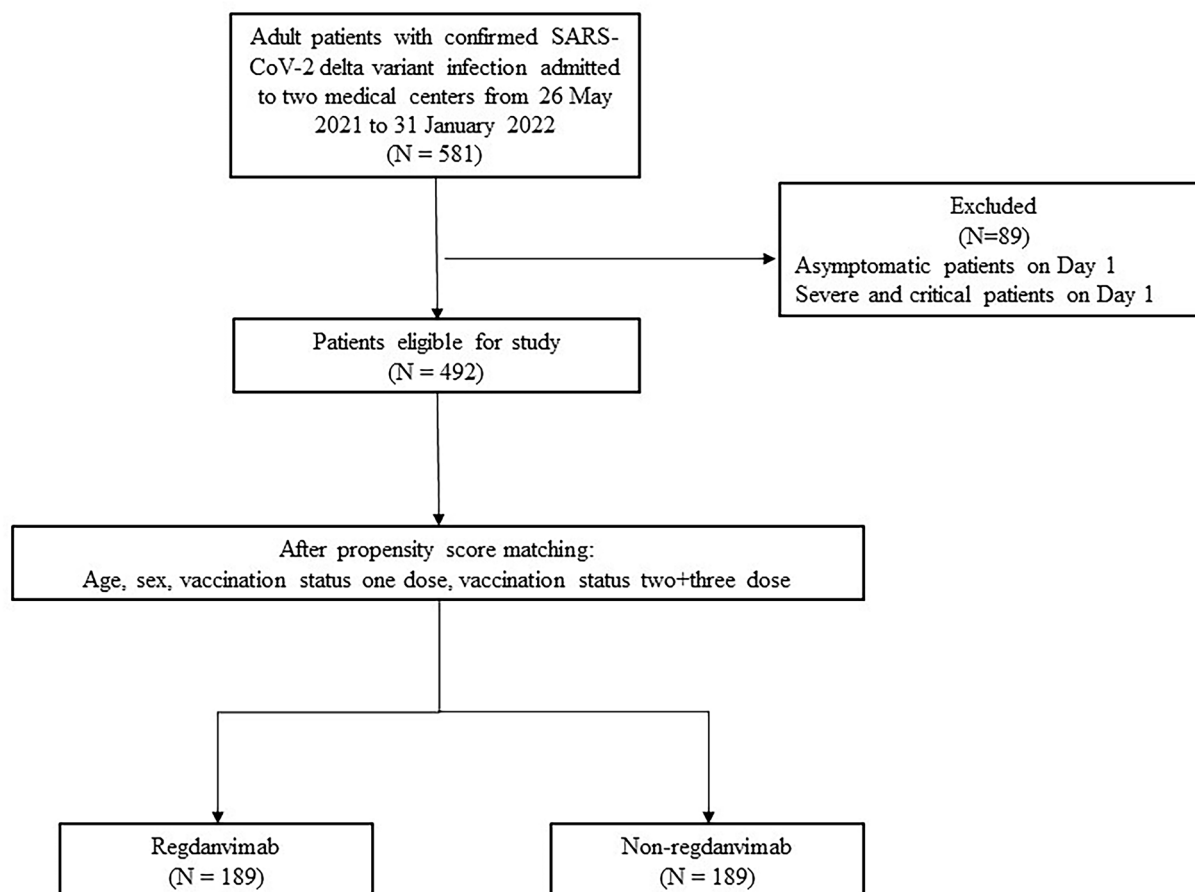 Adult patients with confirmed SARS-
CoV-2 delta variant infection admitted
to two medical centers from 26 May
2021 to 31 January 2022
(N = 581)
Excluded
(N=89)
Asymptomatic patients on Day 1
Severe and critical patients on Day 1
Patients eligible for study
(N = 492)
After propensity score matching:
Age, sex, vaccination status one dose, vaccination status two+three dose
Regdanvimab
(N = 189)
Non-regdanvimab
(N = 189)